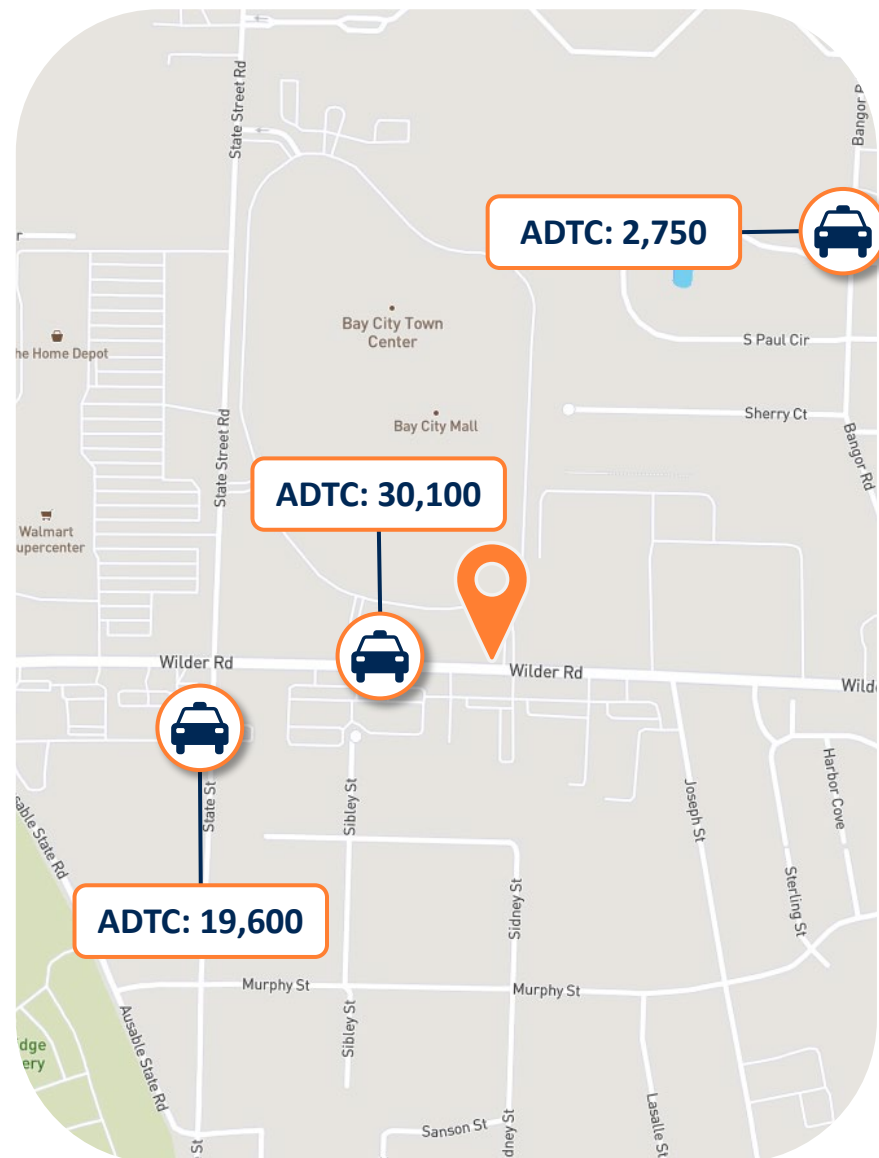 State Street Rd
Bangor R
ADTC: 2,750
Bay City Town
Center
he Home Depot
S Paul Cir
State Street Rd
Bay City Mall
Sherry Ct
Bangor Rd
ADTC: 30,100
Walmart
upercenter
Wilder Rd
Wilder Rd
Wild
State St
Sibley St
Joseph St
Harbor Cove
sable State Rd
Sterling St
ADTC: 19,600
Sidney St
Murphy St
Murphy St
Ausable State Rd
Sibley St
dge
ery
Lasalle St
Sanson St
dney St
St